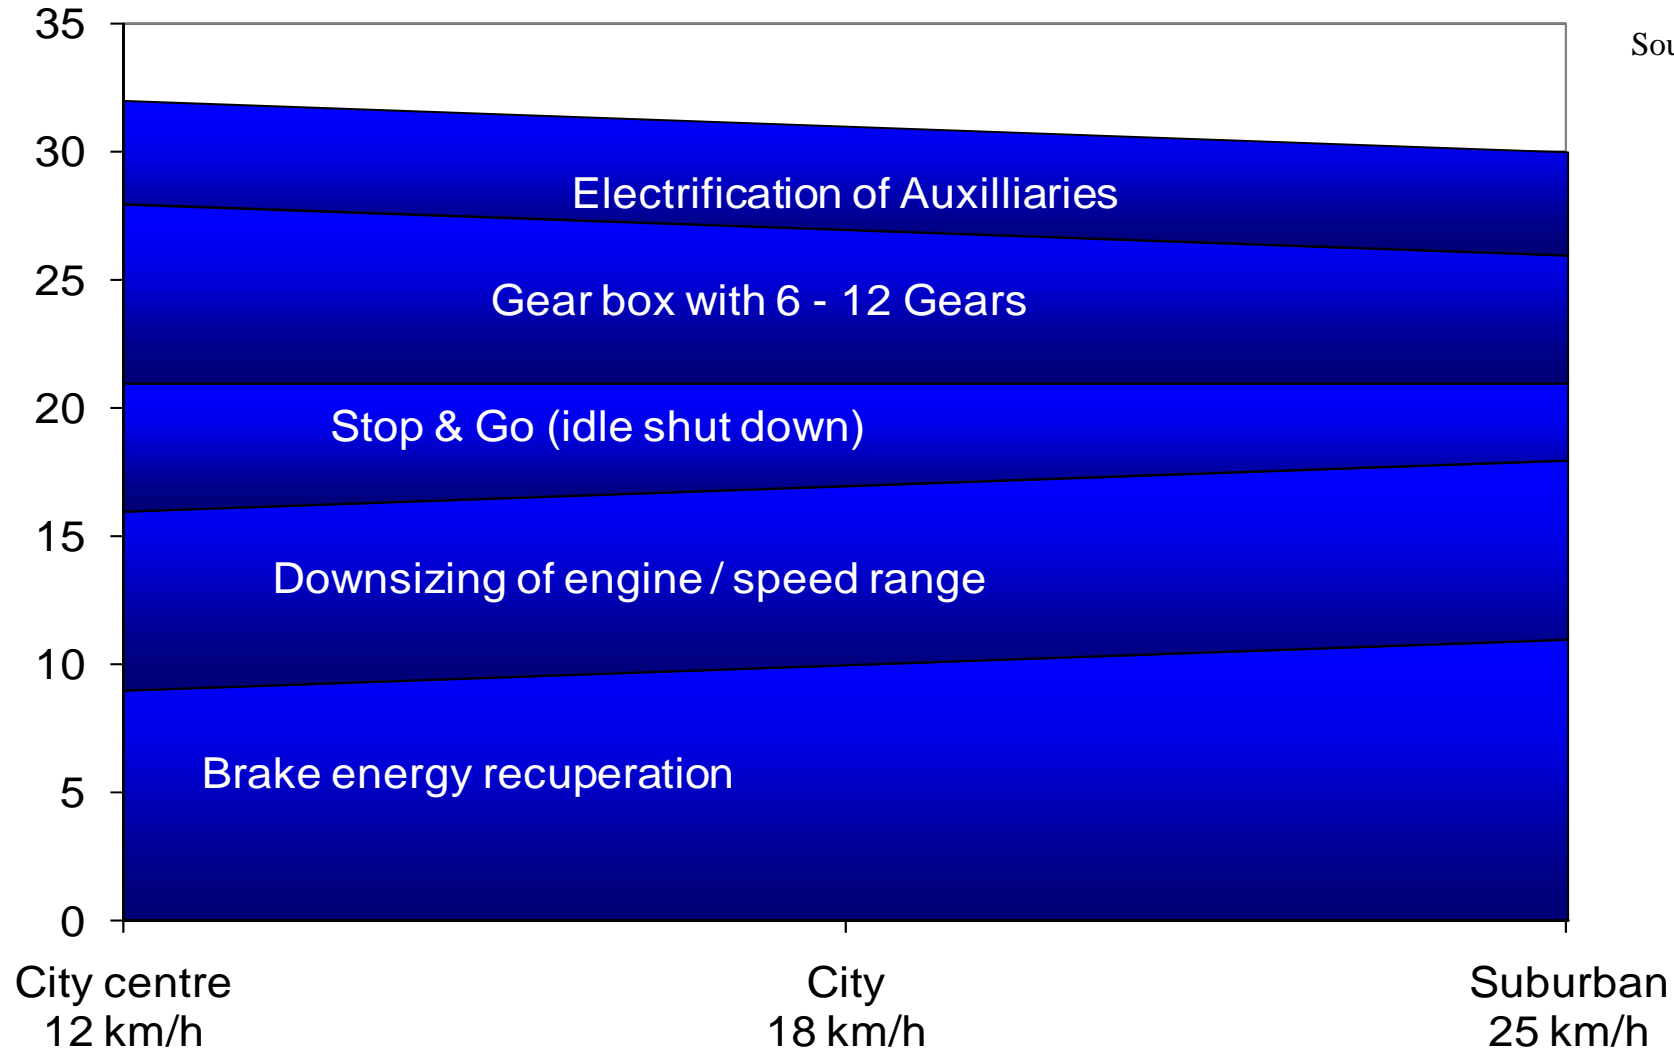 35
Sou
30
Electrification of Auxilliaries
25
Gear box with 6 - 12 Gears
20
Stop & Go (idle shut down)
15
Downsizing of engine / speed range
10
Brake energy recuperation
5
0
City centre
12 km/h
City
18 km/h
Suburban
25 km/h